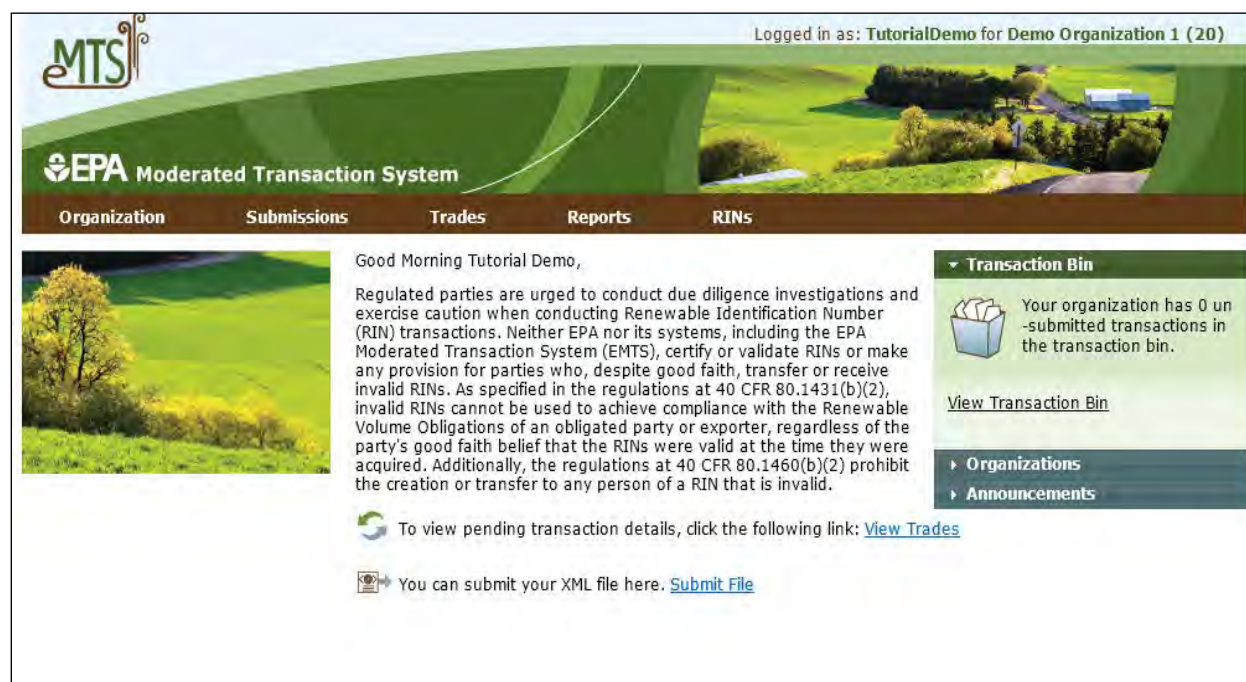 eMTS
Logged in as: TutorialDemo for Demo Organization 1 (20)
EPA Moderated Transaction System
Organization Submissions Trades Reports RINs
Good Morning Tutorial Demo,
Regulated parties are urged to conduct due diligence investigations and
exercise caution when conducting Renewable Identification Number
(RIN) transactions. Neither EPA nor its systems, including the EPA
Moderated Transaction System (EMTS), certify or validate RINs or make
any provision for parties who, despite good faith, transfer or receive
invalid RINs. As specified in the regulations at 40 CFR 80.1431(b)(2),
invalid RINs cannot be used to achieve compliance with the Renewable
Volume Obligations of an obligated party or exporter, regardless of the
party's good faith belief that the RINs were valid at the time they were
acquired. Additionally, the regulations at 40 CFR 80.1460(b)(2) prohibit
the creation or transfer to any person of a RIN that is invalid.
To view pending transaction details, click the following link: View Trades
You can submit your XML file here. Submit File
Transaction Bin
Your organization has 0 un
-submitted transactions in
the transaction bin.
View Transaction Bin
Organizations
Announcements